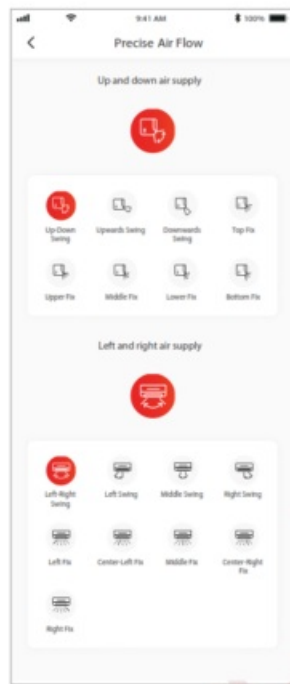 9:41 AM
100%
Precise Air Flow
Up and down air supply
Up-Down Swing
Upwards Swing
Downwards Swing
Top Fix
Upper Fix
Middle Fix
Lower Fix
Bottom Fix
Left and right air supply
Left-Right Swing
Left Swing
Middle Swing
Right Swing
Left Fix
Center-Left Fix
Middle Fix
Center-Right Fix
Right Fix